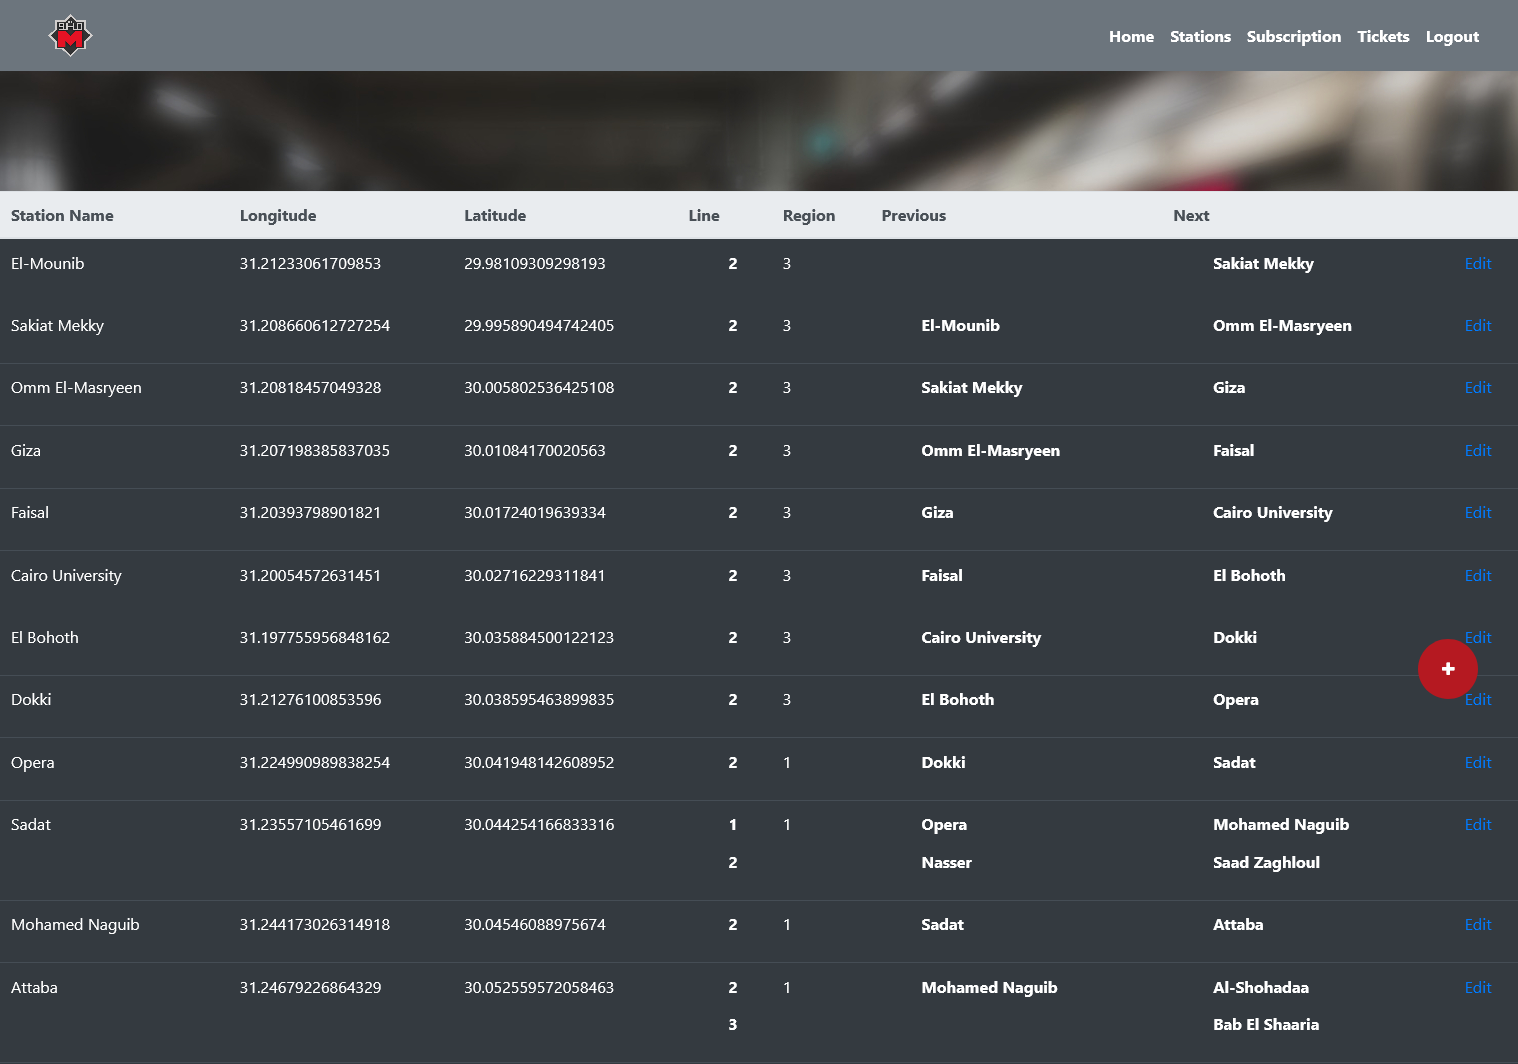 Home Stations Subscription Tickets Logout
Station Name Longitude Latitude Line Region Previous Next
El-Mounib 31.21233061709853 29.98109309298193 2 3 Sakiat Mekky Edit
Sakiat Mekky 31.208660612727254 29.995890494742405 2 3 El-Mounib Omm El-Masryeen Edit
Omm El-Masryeen 31.20818457049328 30.005802536425108 2 3 Sakiat Mekky Giza Edit
Giza 31.207198385837035 30.01084170020563 2 3 Omm El-Masryeen Faisal Edit
Faisal 31.20393798901821 30.01724019639334 2 3 Giza Cairo University Edit
Cairo University 31.20054572631451 30.02716229311841 2 3 Faisal El Bohoth Edit
El Bohoth 31.197755956848162 30.035884500122123 2 3 Cairo University Dokki Edit
+
Dokki 31.21276100853596 30.038595463899835 2 3 El Bohoth Opera Edit
Opera 31.224990989838254 30.041948142608952 2 1 Dokki Sadat Edit
Sadat 31.23557105461699 30.044254166833316 1 1 Opera Mohamed Naguib Edit
2 Nasser Saad Zaghloul
Mohamed Naguib 31.244173026314918 30.04546088975674 2 1 Sadat Attaba Edit
Attaba 31.24679226864329 30.052559572058463 2 1 Mohamed Naguib Al-Shohadaa Edit
3 Bab El Shaaria